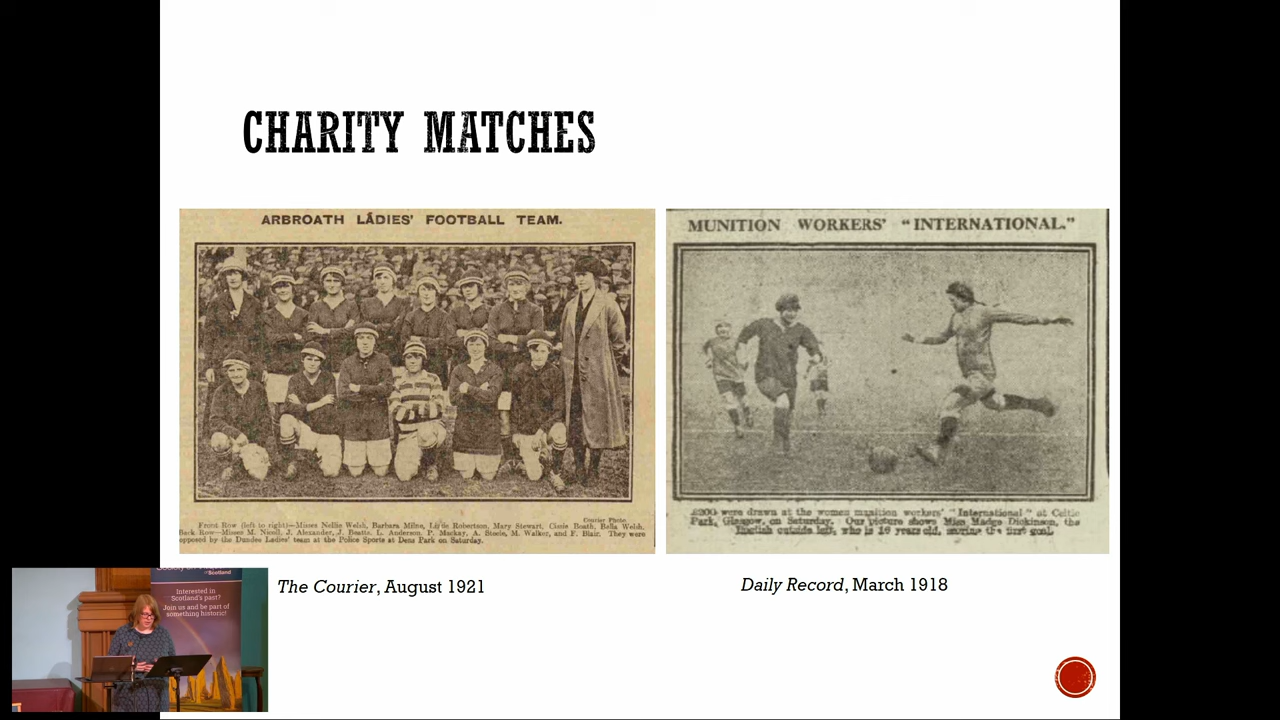 CHARITY MATCHES
ARBROATH LADIES' FOOTBALL TEAM.
Courier Photo.
Front Row (left to right)—Misses Nellie Welsh, Barbara Milne, Lizzie Robertson, Mary Stewart, Cissie Boath, Bella Welsh.
Back Row—Misses M. Nicoll, J. Alexander, J. Beatts, L. Anderson, P. Mackay, A. Steele, M. Walker, and F. Blair. They were
opposed by the Dundee Ladies' team at the Police Sports at Dens Park on Saturday.
MUNITION WORKERS' "INTERNATIONAL."
£200 were drawn at the women munition workers' "International" at Celtic
Park, Glasgow, on Saturday. Our picture shows Miss Madge Dickinson, the
English outside left, who is 16 years old, scoring the first goal.
The Courier, August 1921
Daily Record, March 1918
of Scotland
Interested in
Scotland's past?
Join us and be part of
something historic!